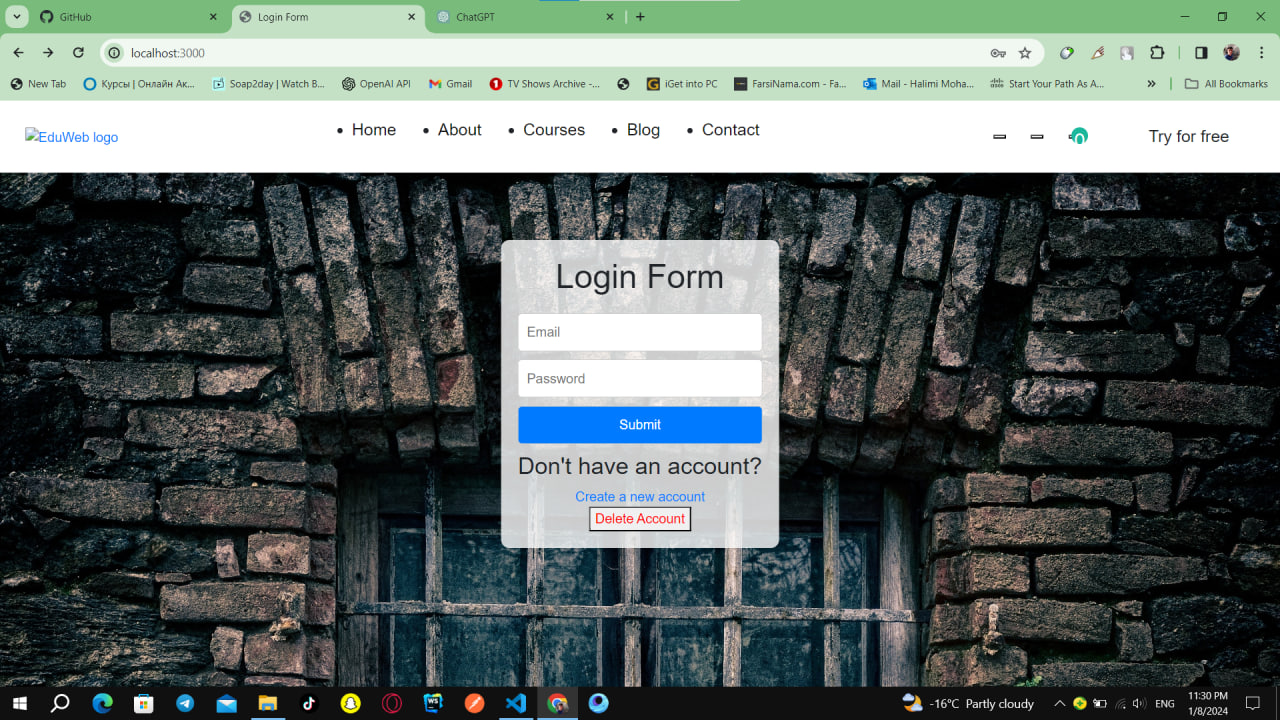 GitHub
Login Form
ChatGPT
localhost:3000
New Tab
Курсы | Онлайн Ак...
Soap2day | Watch B...
OpenAI API
Gmail
TV Shows Archive -...
iGet into PC
FarsiNama.com - Fa...
Mail - Halimi Moha...
Start Your Path As A...
All Bookmarks
EduWeb logo
Home
About
Courses
Blog
Contact
Try for free
Login Form
Email
Password
Submit
Don't have an account?
Create a new account
Delete Account
-16°C Partly cloudy
ENG
11:30 PM
1/8/2024